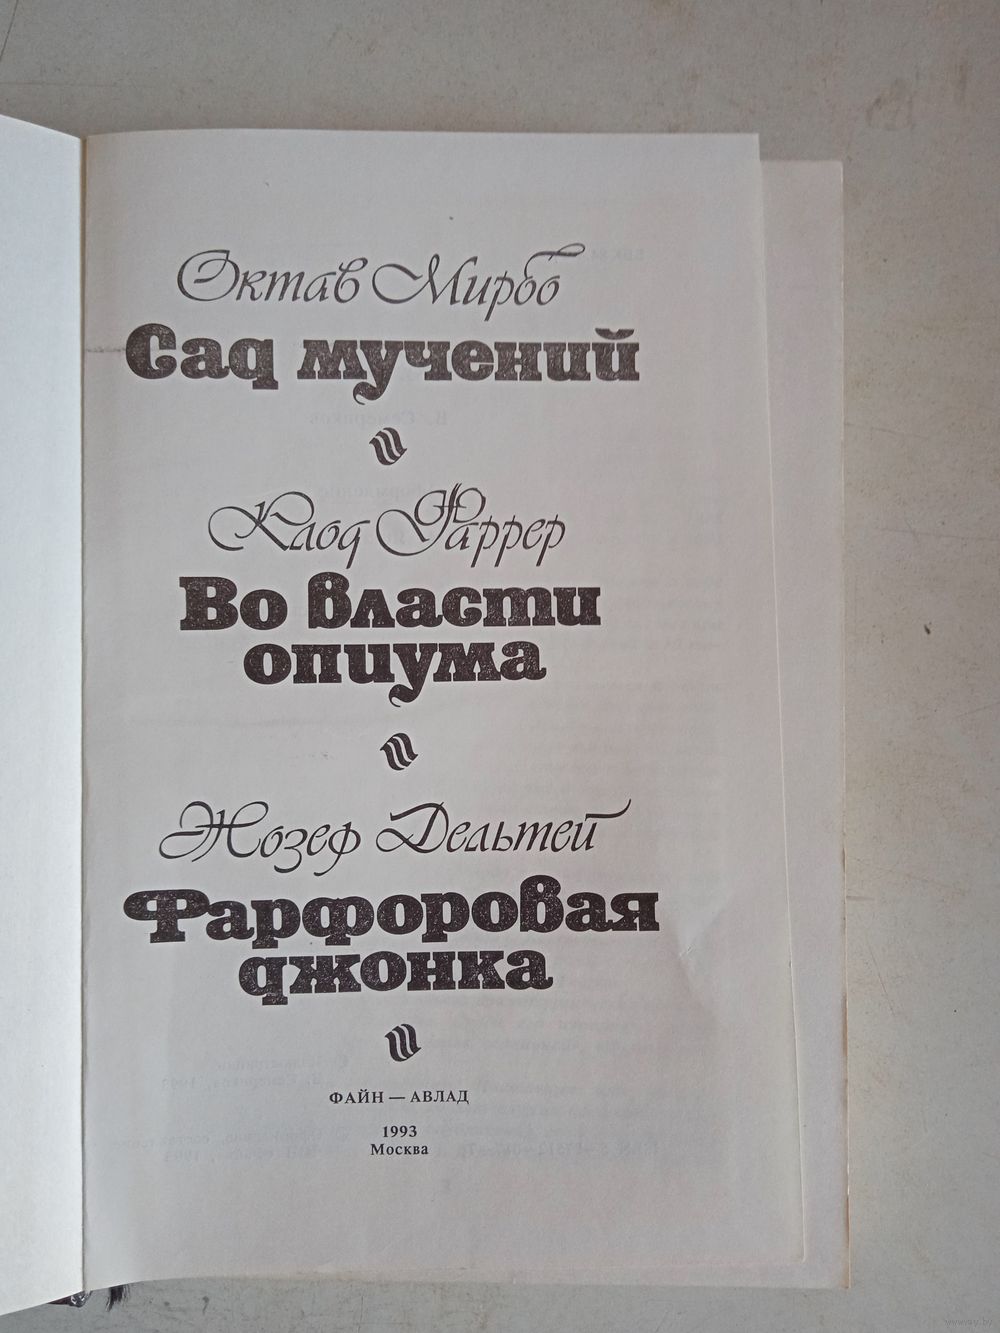 Октав Мирбо
Сад мучений
Клод Фаррер
Во власти
опиума
Жозеф Дельтей
Фарфоровая
джонка
ФАЙН — АВЛАД
1993
Москва